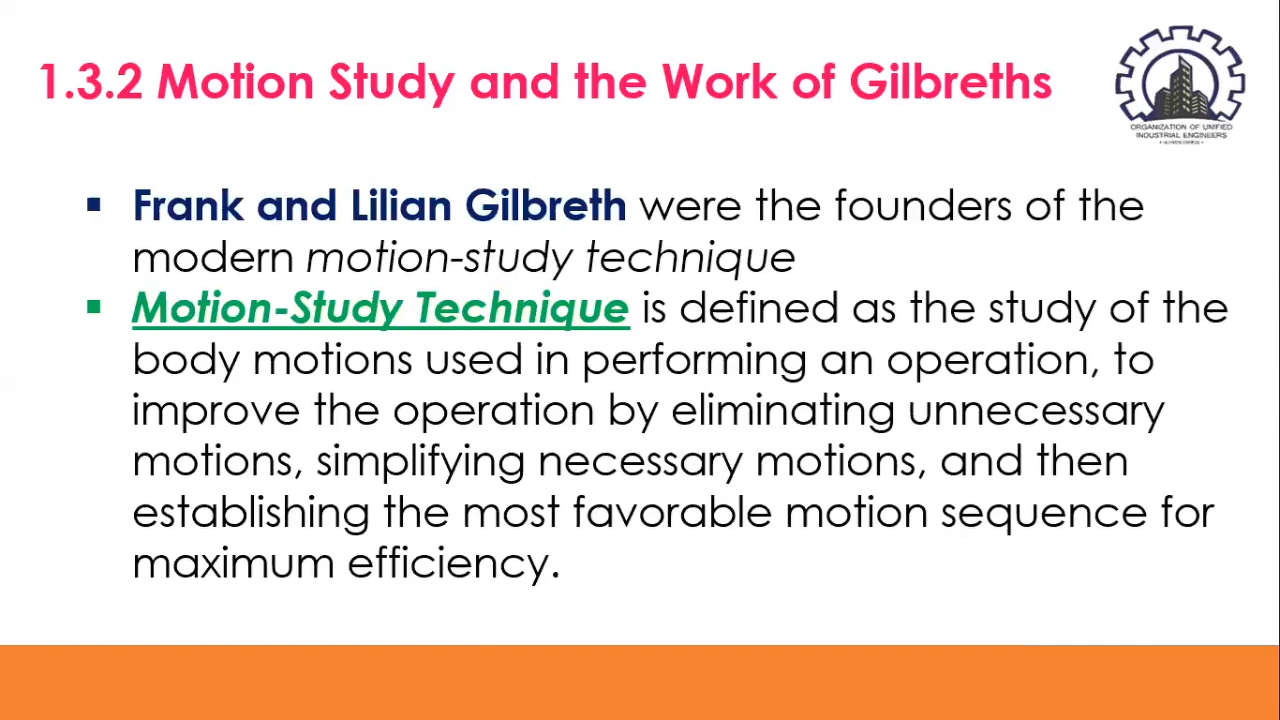 1.3.2 Motion Study and the Work of Gilbreths
ORGANIZATION OF UNIFIED
INDUSTRIAL ENGINEERS
▪ Frank and Lilian Gilbreth were the founders of the
modern motion-study technique
▪ Motion-Study Technique is defined as the study of the
body motions used in performing an operation, to
improve the operation by eliminating unnecessary
motions, simplifying necessary motions, and then
establishing the most favorable motion sequence for
maximum efficiency.